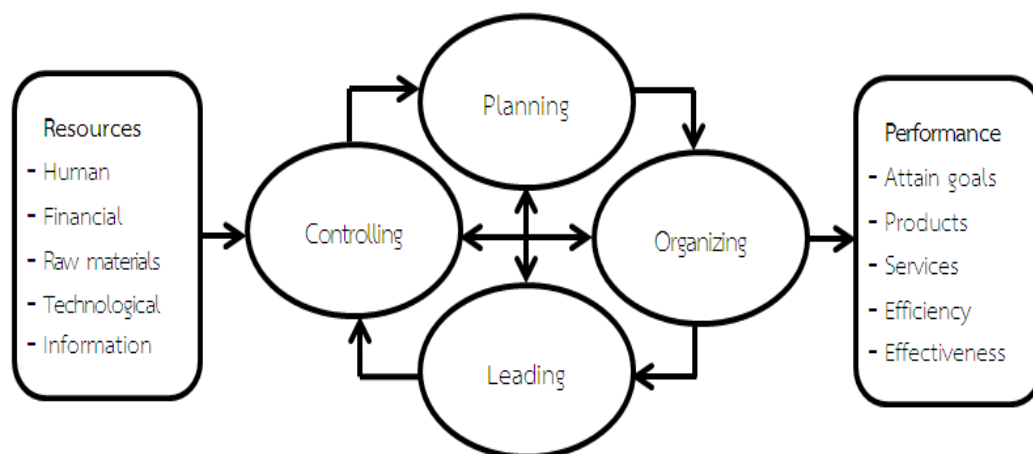 Resources
- Human
- Financial
- Raw materials
- Technological
- Information
Planning
Controlling
Organizing
Leading
Performance
- Attain goals
- Products
- Services
- Efficiency
- Effectiveness